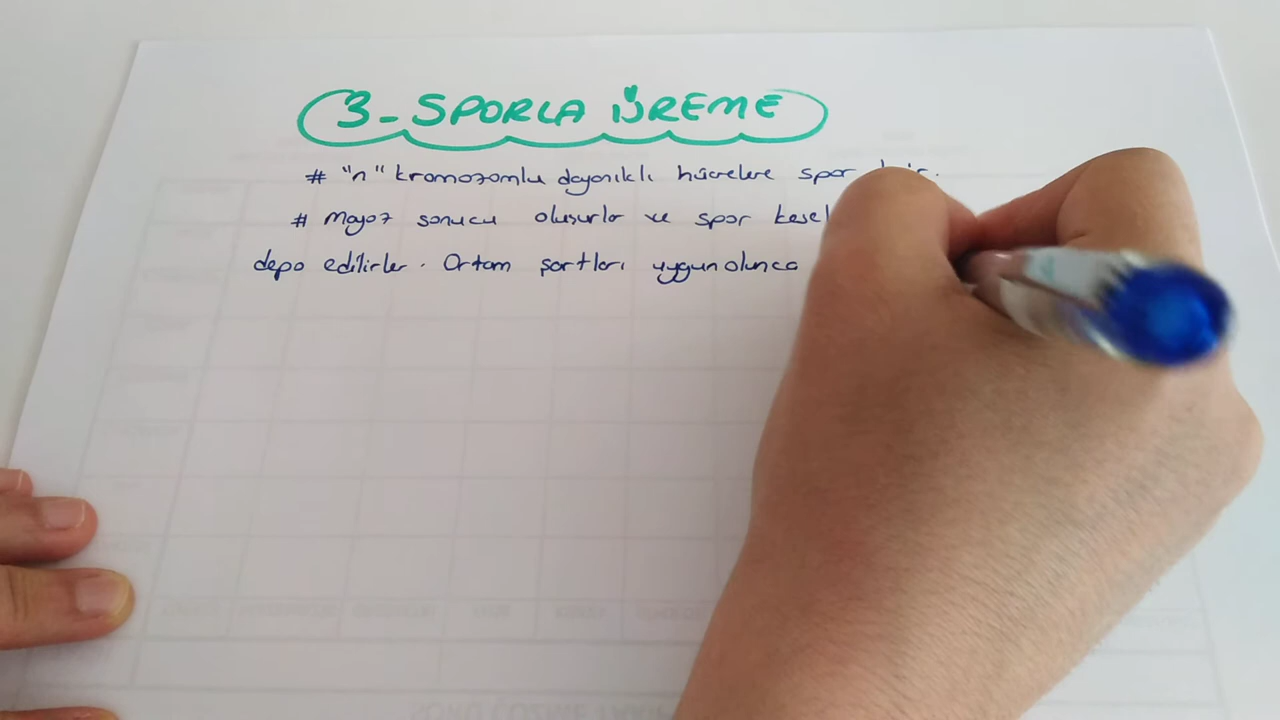 3- SPORLA ÜREME
# "n" kromozomlu dayanıklı hücrelere spor
# Mayoz sonucu oluşurlar ve spor kesel
depo edilirler. Ortam şartları uygun olunca